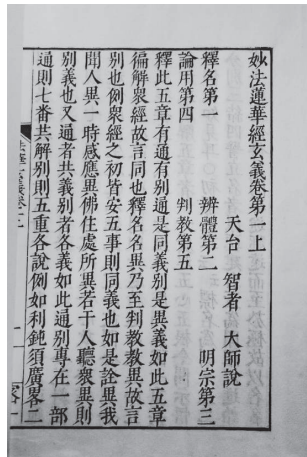 妙法蓮華經玄義卷第一上
天台　智者　大師說
釋名第一　辨體第二　明宗第三
論用第四　判教第五
釋此五章有通有別通是同義別是異義如此五章
徧解衆經故言同也釋名名異乃至判教教異故言
別也例衆經之初皆安五事則同義也如是詮異我
聞人異一時感應異佛住處所異若干人聽衆異則
別義也又通者共義別者各義如此通別專在一部
通則七番共解別則五重各說例如利鈍須廣畧二